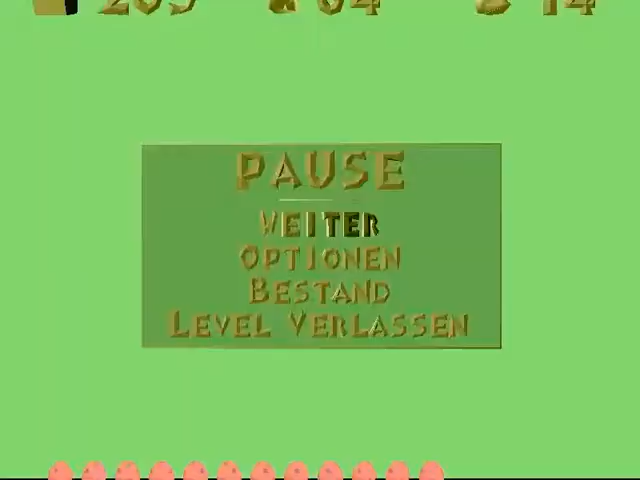 PAUSE
WEITER
OPTIONEN
BESTAND
LEVEL VERLASSEN